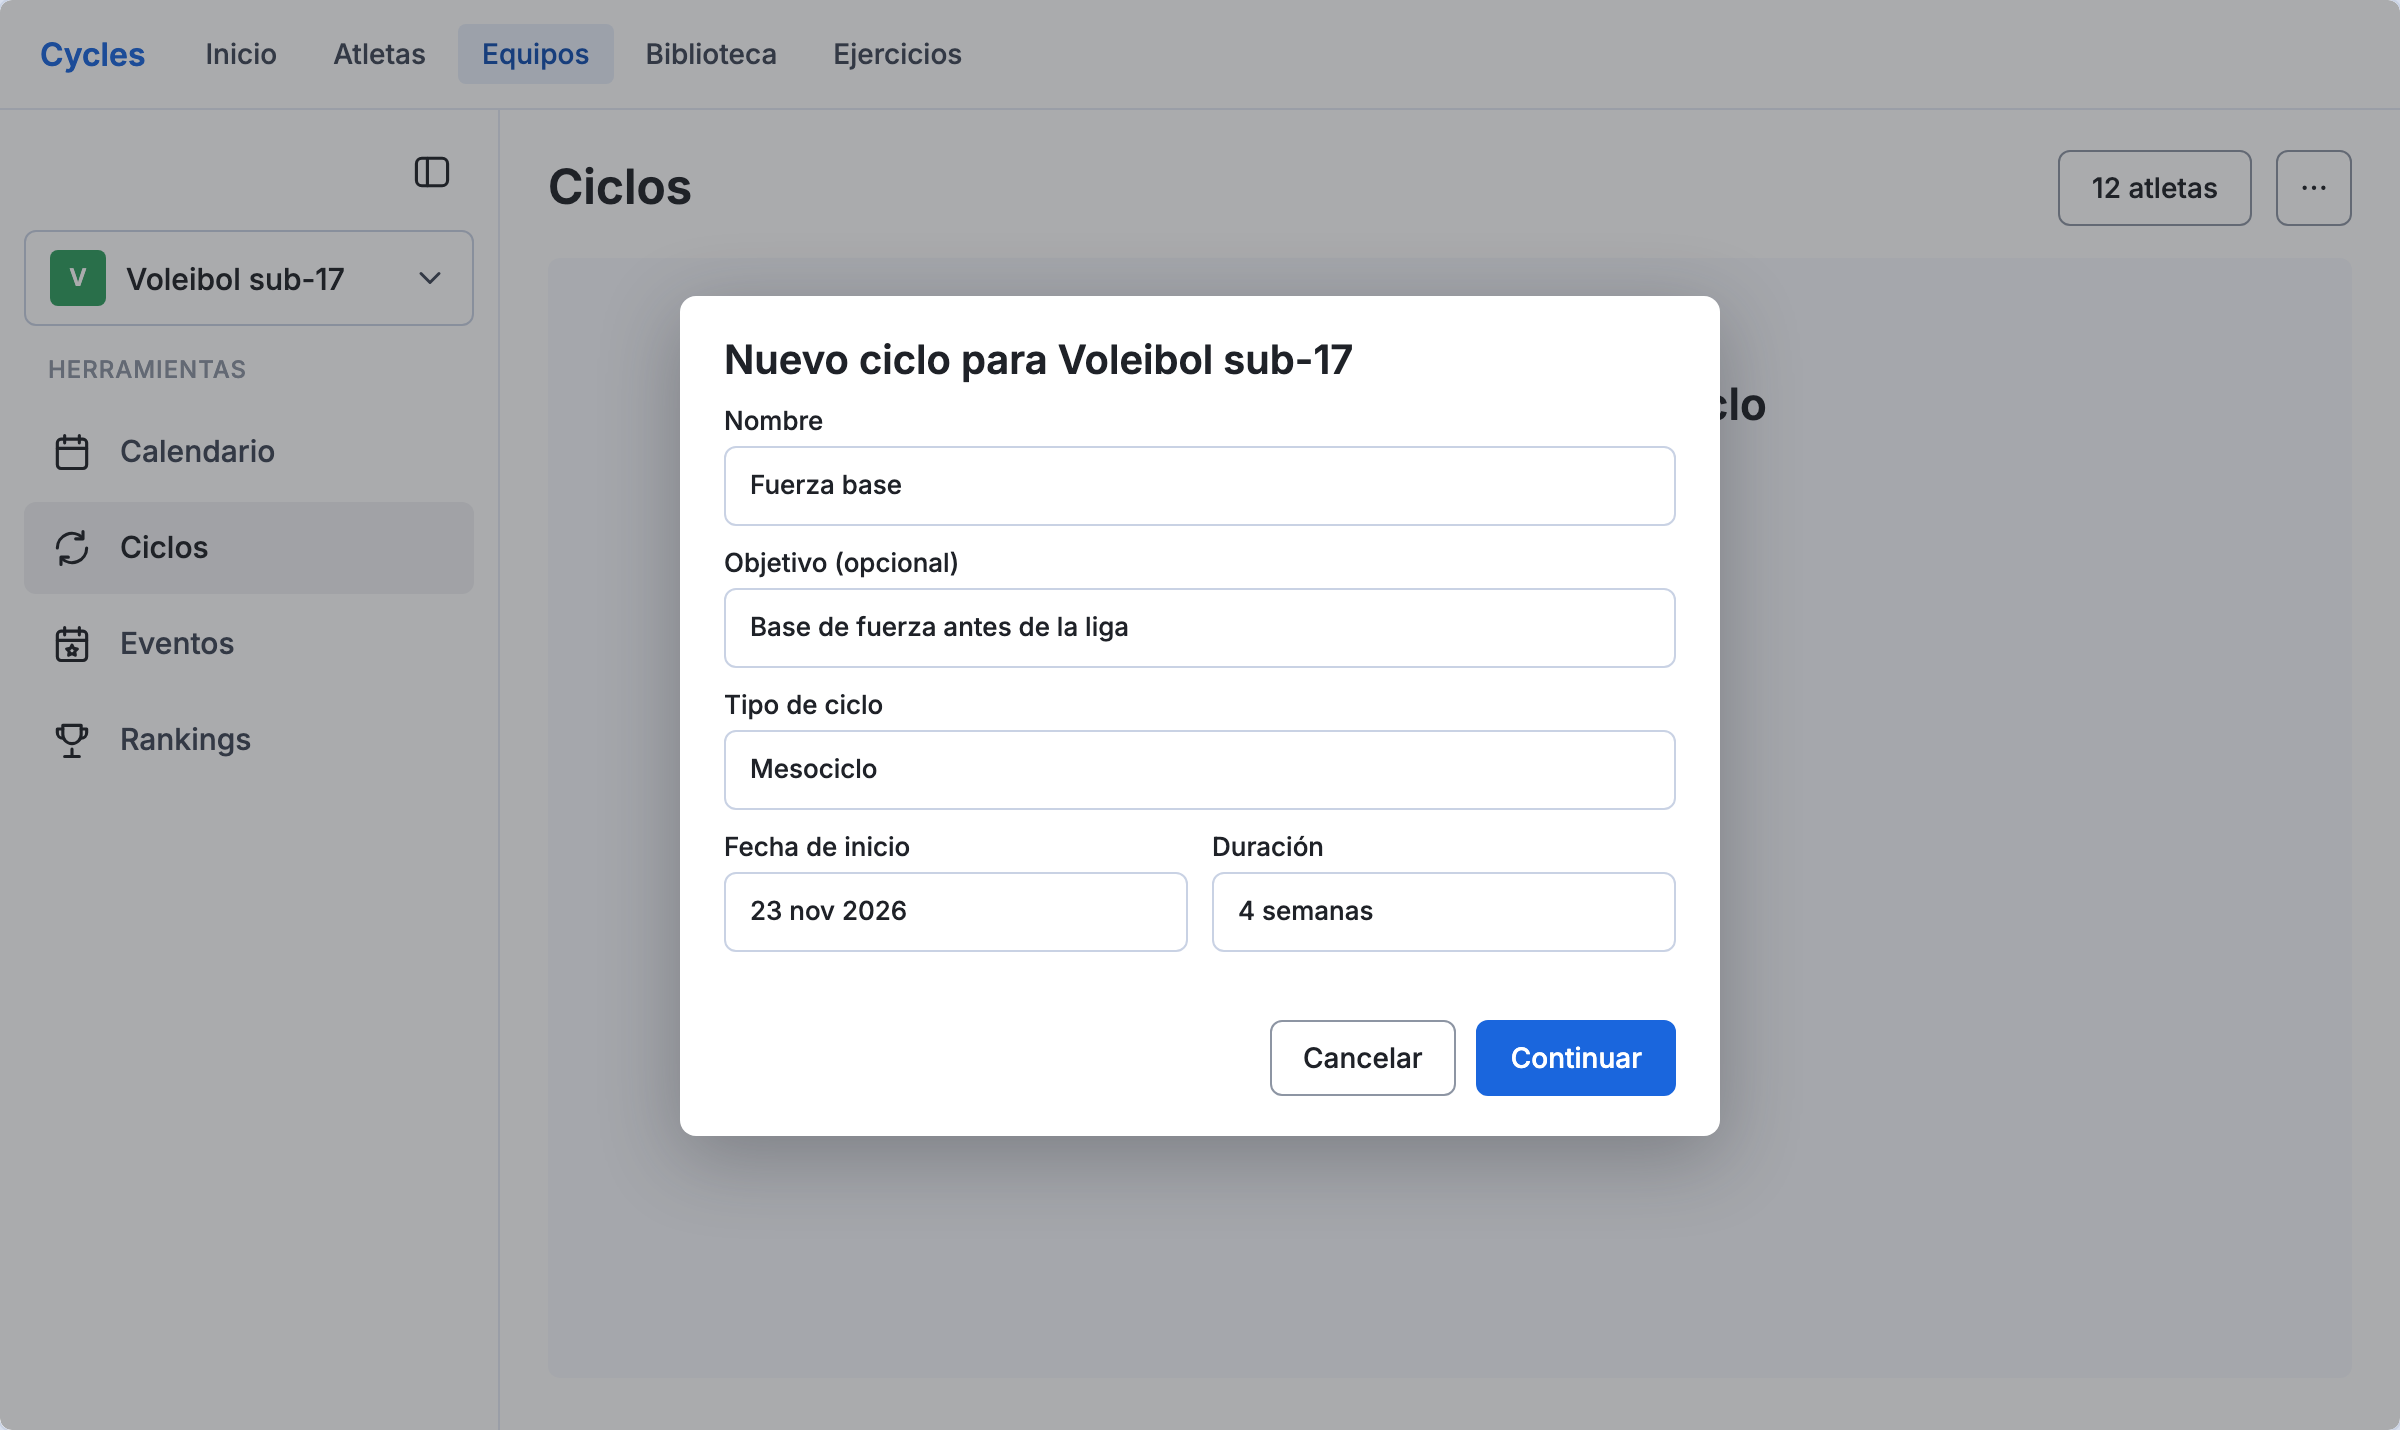 Cycles
Inicio
Atletas
Equipos
Biblioteca
Ejercicios
V
Voleibol sub-17
HERRAMIENTAS
Calendario
Ciclos
Eventos
Rankings
Ciclos
12 atletas
Nuevo ciclo para Voleibol sub-17
Nombre
Fuerza base
Objetivo (opcional)
Base de fuerza antes de la liga
Tipo de ciclo
Mesociclo
Fecha de inicio
Duración
23 nov 2026
4 semanas
Cancelar
Continuar